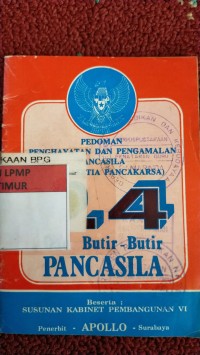 PEDOMAN
PENGHAYATAN DAN PENGAMALAN
PANCASILA
TIA PANCAKARSA)
KAAN BPG
LPMP
TIMUR
4
Butir - Butir
PANCASILA
Beserta :
SUSUNAN KABINET PEMBANGUNAN VI
Penerbit - APOLLO - Surabaya